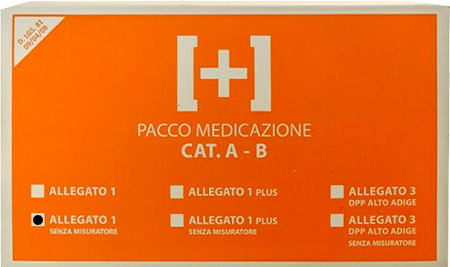 D. LGS. 81
09/04/08
[+]
PACCO MEDICAZIONE
CAT. A - B
ALLEGATO 1
ALLEGATO 1 PLUS
ALLEGATO 3
DPP ALTO ADIGE
ALLEGATO 1
SENZA MISURATORE
ALLEGATO 1 PLUS
SENZA MISURATORE
ALLEGATO 3
DPP ALTO ADIGE
SENZA MISURATORE